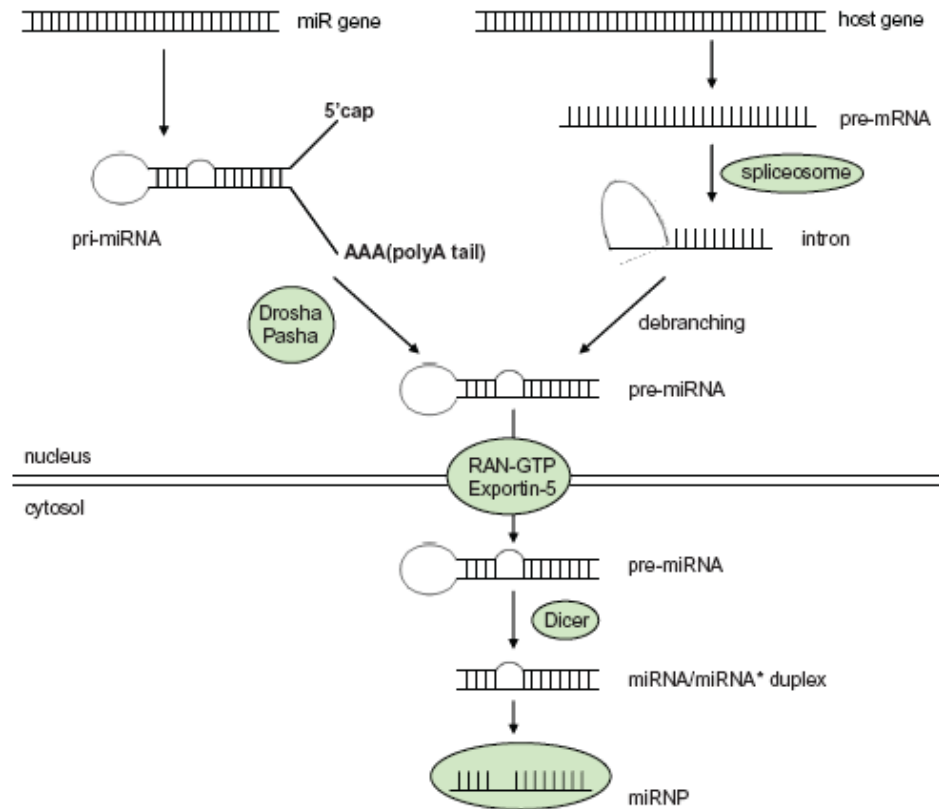 miR gene
host gene
5'cap
pre-mRNA
spliceosome
pri-miRNA
AAA(polyA tail)
intron
Drosha
Pasha
debranching
pre-miRNA
nucleus
RAN-GTP
Exportin-5
cytosol
pre-miRNA
Dicer
miRNA/miRNA* duplex
miRNP